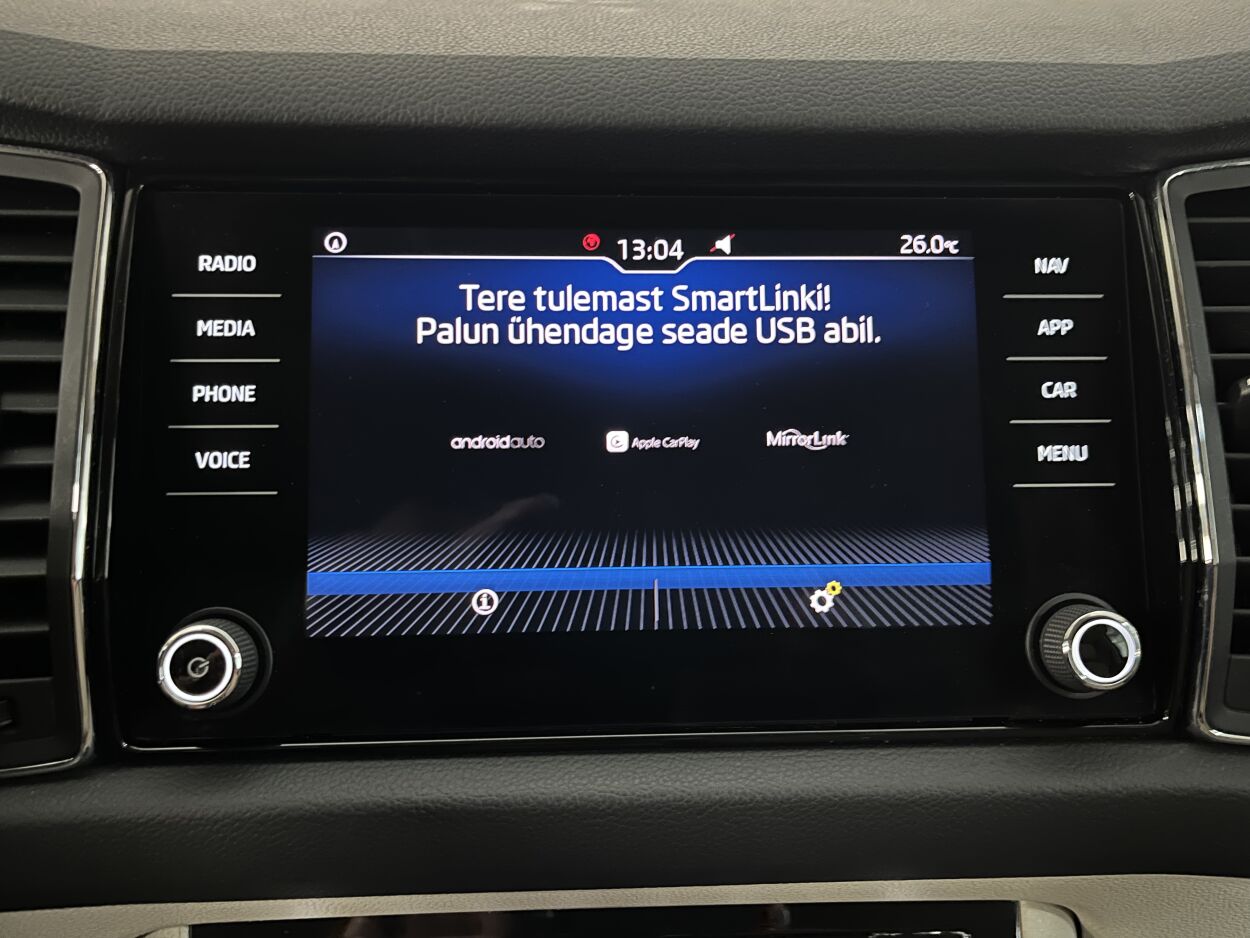 13:04
26.0°C
RADIO
MEDIA
PHONE
VOICE
Tere tulemast SmartLinki!
Palun ühendage seade USB abil.
androidauto
Apple CarPlay
MirrorLink
NAV
APP
CAR
MENU